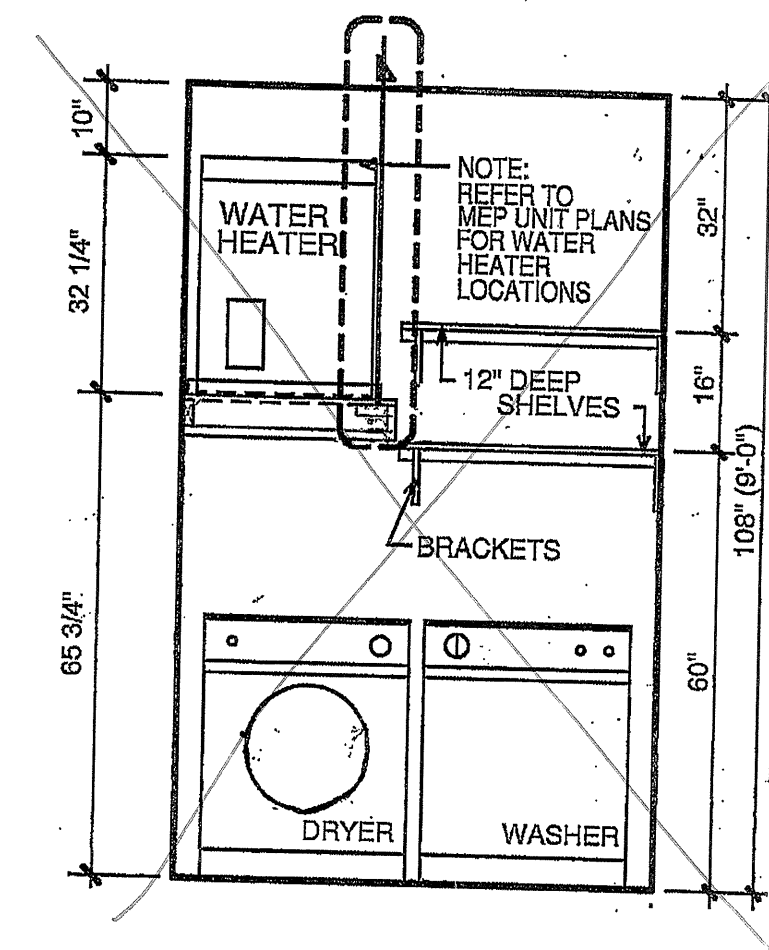 10"
32 1/4"
65 3/4"
WATER
HEATER
NOTE:
REFER TO
MEP UNIT PLANS
FOR WATER
HEATER
LOCATIONS
12" DEEP
SHELVES
BRACKETS
DRYER
WASHER
32"
16"
60"
108" (9'-0")